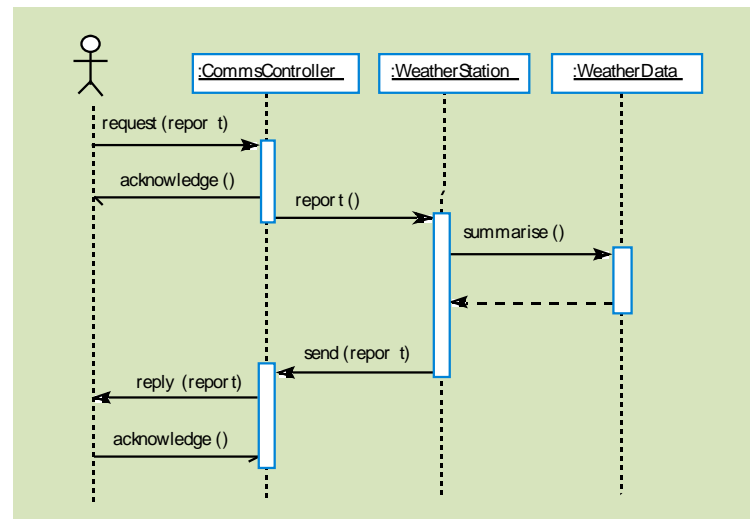 :CommsController
:WeatherStation
:WeatherData
request (repor t)
acknowledge ()
repor t ()
summarise ()
send (repor t)
reply (report)
acknowledge ()